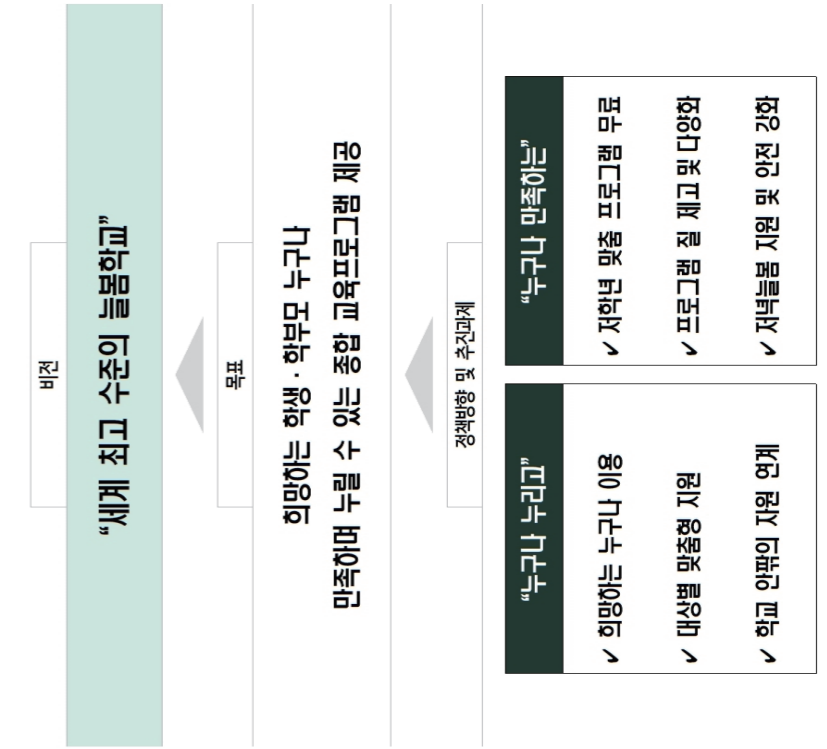 비전
“세계 최고 수준의 늘봄학교”
목표
희망하는 학생·학부모 누구나
만족하며 누릴 수 있는 종합 교육프로그램 제공
정책방향 및 추진과제
“누구나 누리고”
✓ 희망하는 누구나 이용
✓ 대상별 맞춤형 지원
✓ 학교 안팎의 자원 연계
“누구나 만족하는”
✓ 저학년 맞춤 프로그램 무료
✓ 프로그램 질 제고 및 다양화
✓ 저녁늘봄 지원 및 안전 강화